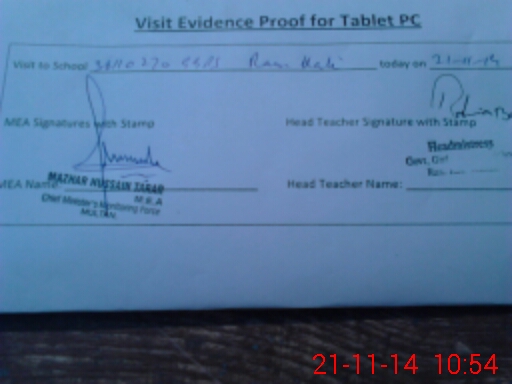 Visit Evidence Proof for Tablet PC
Visit to School today on 21-11-14
MEA Signatures with Stamp Head Teacher Signature with Stamp
Headmistress
MEA Name: MAZHAR HUSSAIN TARAR Head Teacher Name:
M.E.A
Chief Minister's Monitoring Force
MULTAN
21-11-14 10:54